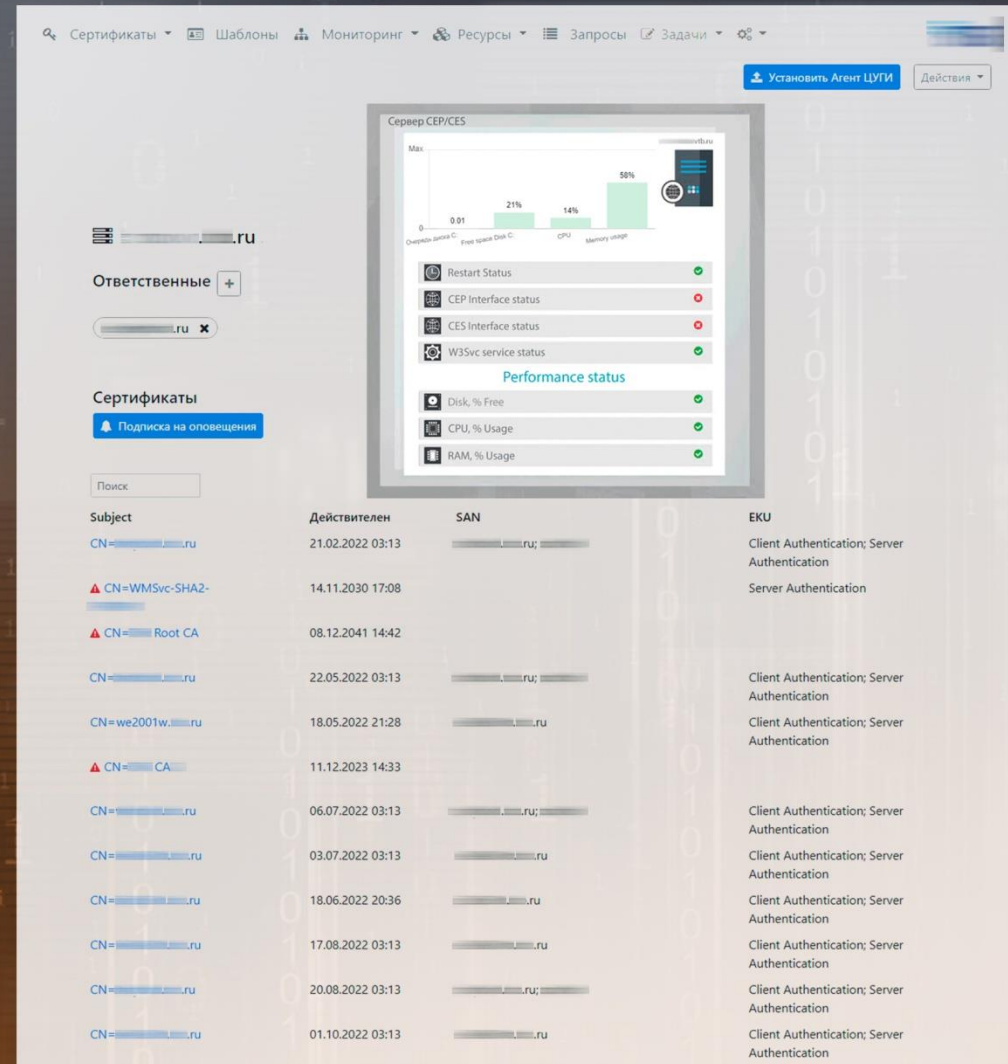 Сертификаты Шаблоны Мониторинг Ресурсы Запросы Задачи
Установить Агент ЦУГИ Действия
Сервер CEP/CES
vtb.ru
Max
58%
21%
14%
0.01
0
Очередь диска C: Free space Disk C: CPU Memory usage
.ru
Ответственные +
.ru ✖
Restart Status
CEP Interface status
CES Interface status
W3Svc service status
Performance status
Disk, % Free
CPU, % Usage
RAM, % Usage
Сертификаты
Подписка на оповещения
Поиск
Subject Действителен SAN EKU
CN= .ru 21.02.2022 03:13 .ru; Client Authentication; Server
Authentication
CN=WMSvc-SHA2- 14.11.2030 17:08 Server Authentication
CN= Root CA 08.12.2041 14:42
CN= .ru 22.05.2022 03:13 .ru; Client Authentication; Server
Authentication
CN=we2001w. .ru 18.05.2022 21:28 .ru Client Authentication; Server
Authentication
CN= CA 11.12.2023 14:33
CN= .ru 06.07.2022 03:13 .ru; Client Authentication; Server
Authentication
CN= .ru 03.07.2022 03:13 .ru Client Authentication; Server
Authentication
CN= .ru 18.06.2022 20:36 .ru Client Authentication; Server
Authentication
CN= .ru 17.08.2022 03:13 .ru Client Authentication; Server
Authentication
CN= .ru 20.08.2022 03:13 .ru; Client Authentication; Server
Authentication
CN= .ru 01.10.2022 03:13 .ru Client Authentication; Server
Authentication